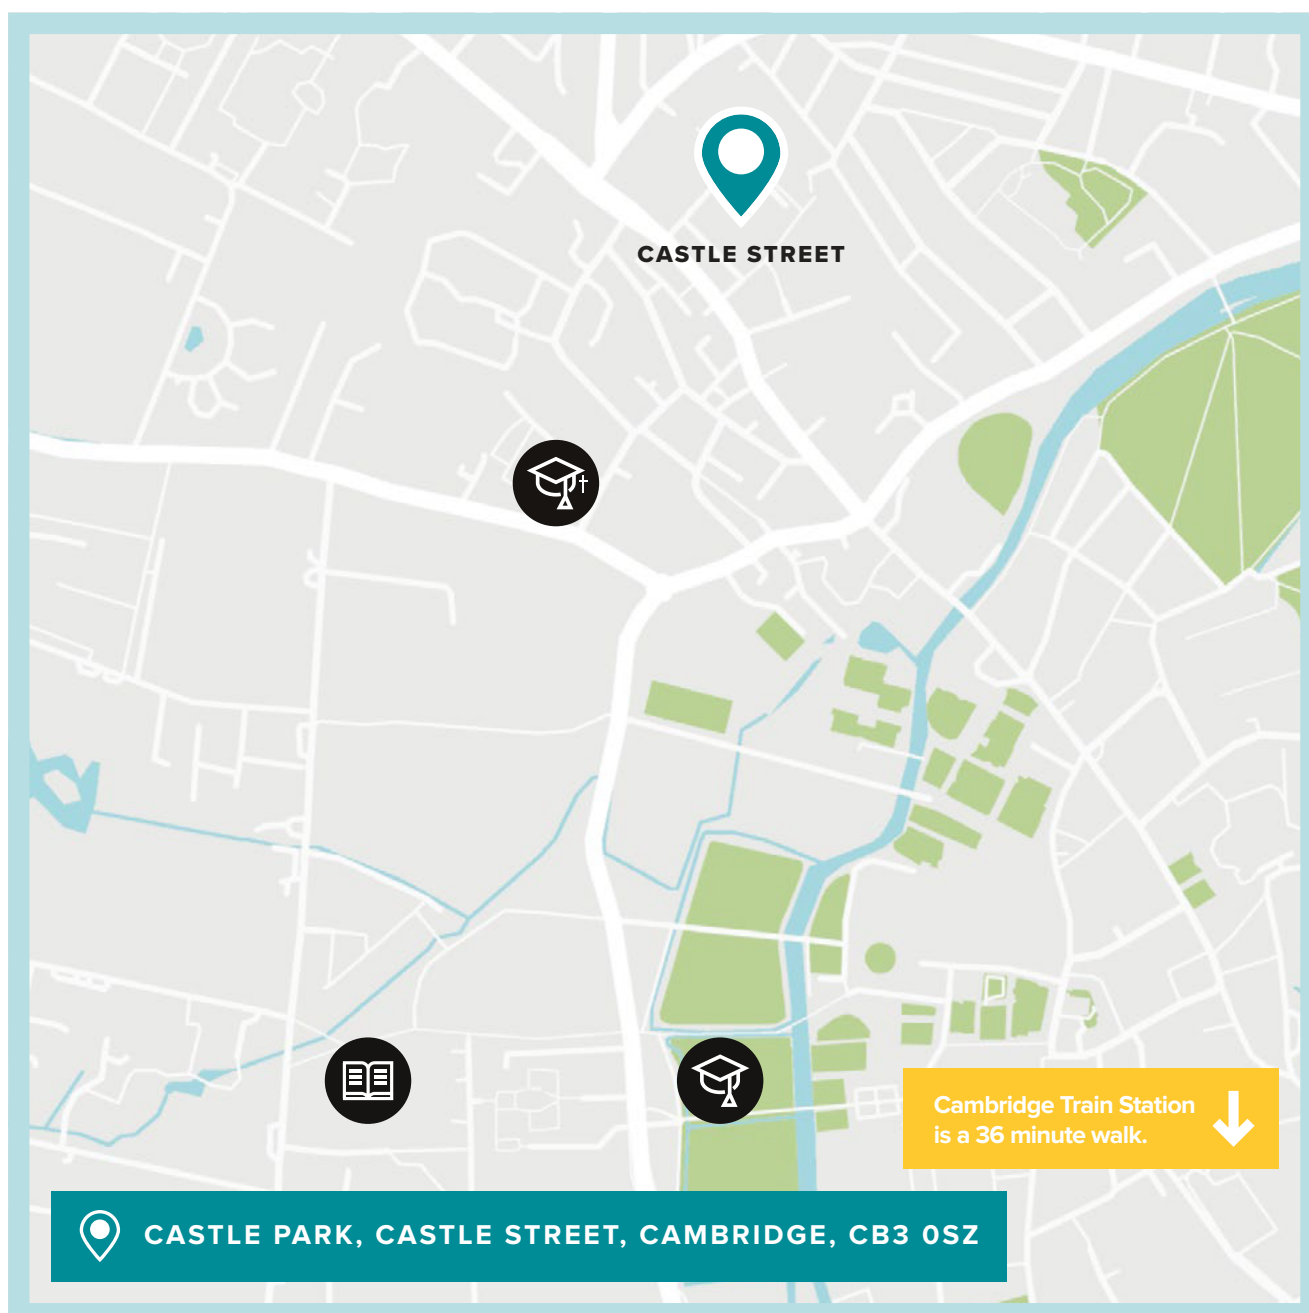 CASTLE STREET
Cambridge Train Station
is a 36 minute walk.
CASTLE PARK, CASTLE STREET, CAMBRIDGE, CB3 0SZ